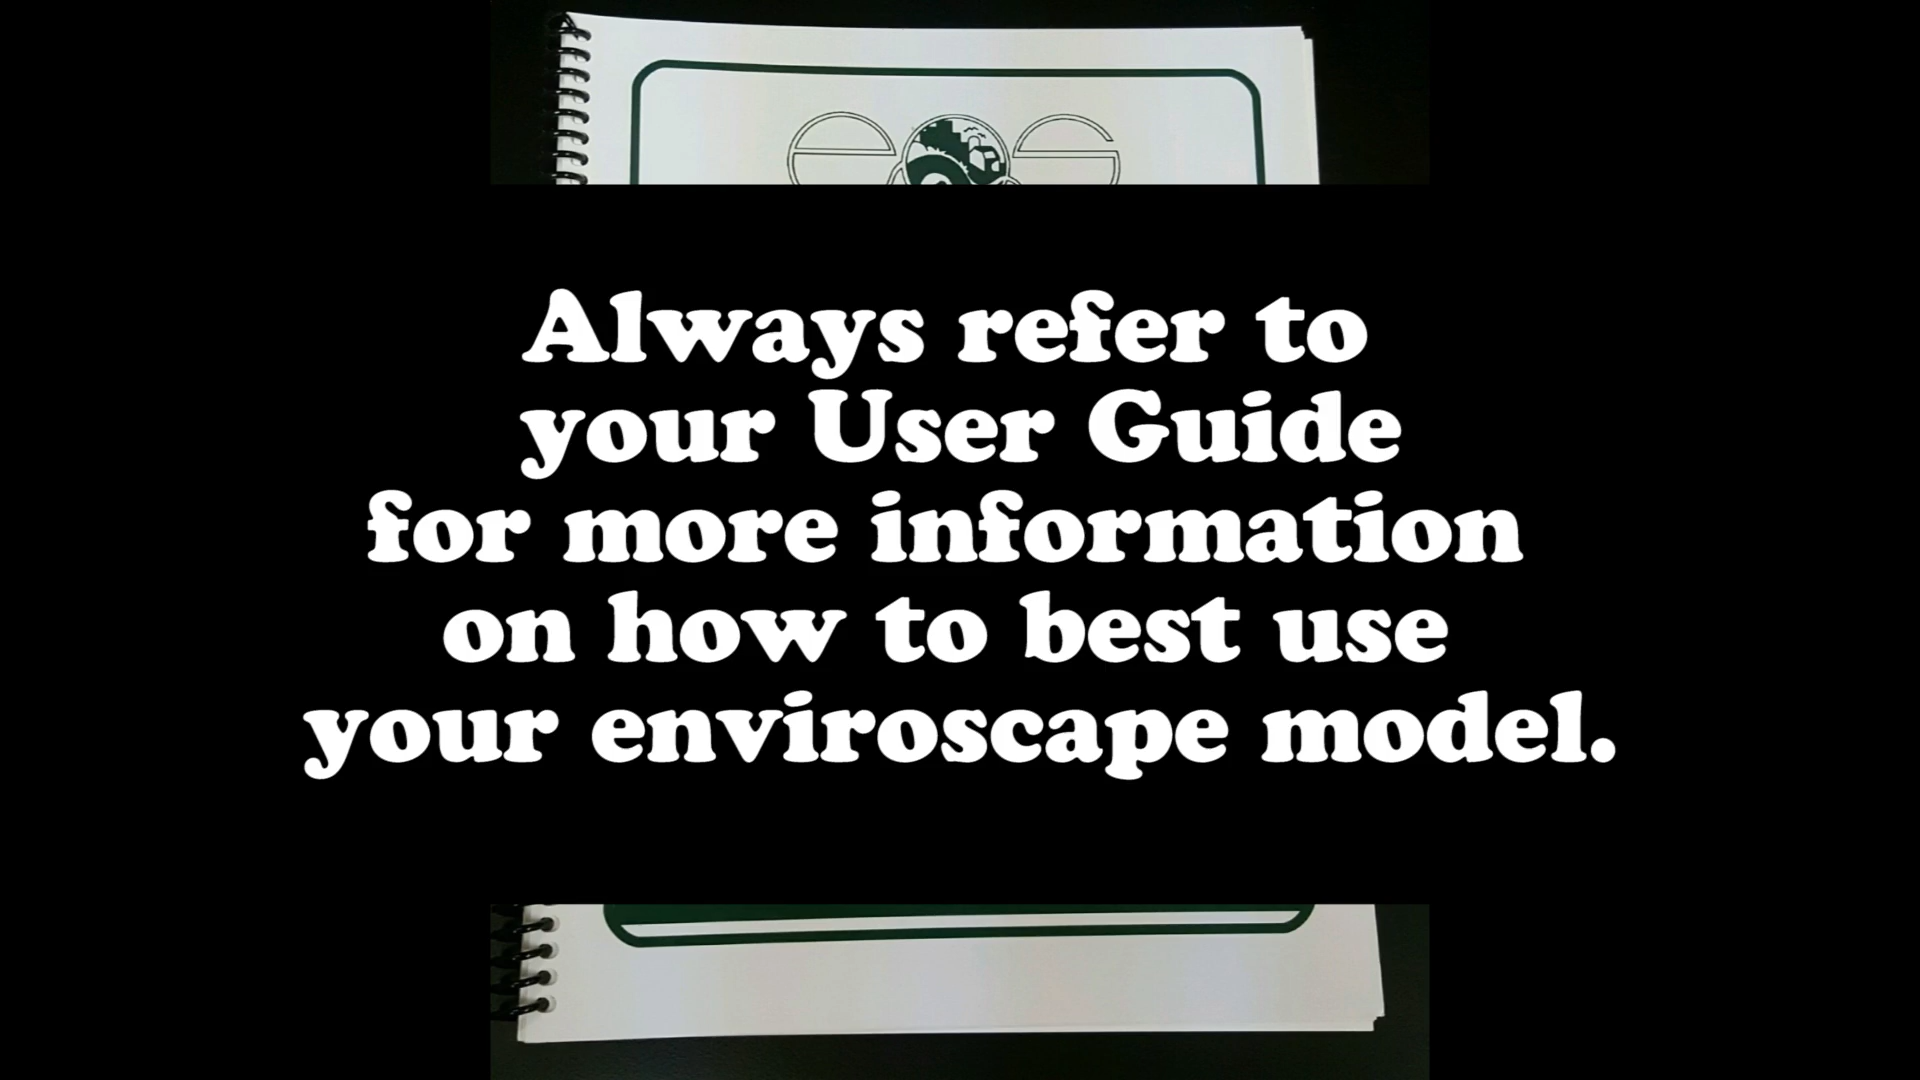 Always refer to
your User Guide
for more information
on how to best use
your enviroscape model.